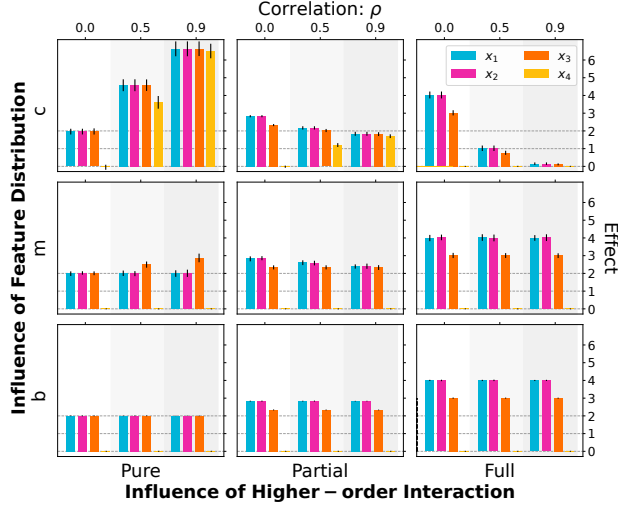 Correlation: ρ
0.0 0.5 0.9 0.0 0.5 0.9 0.0 0.5 0.9
x1 x3
x2 x4
c
6
5
4
3
2
1
0
m
6
5
4
3
2
1
0
b
6
5
4
3
2
1
0
Influence of Feature Distribution
Effect
Pure Partial Full
Influence of Higher − order Interaction